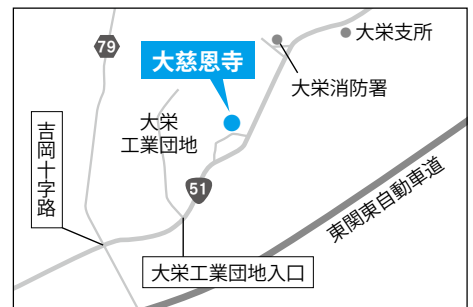 79
大慈恩寺
大栄支所
大栄消防署
大栄
工業団地
吉岡十字路
51
東関東自動車道
大栄工業団地入口